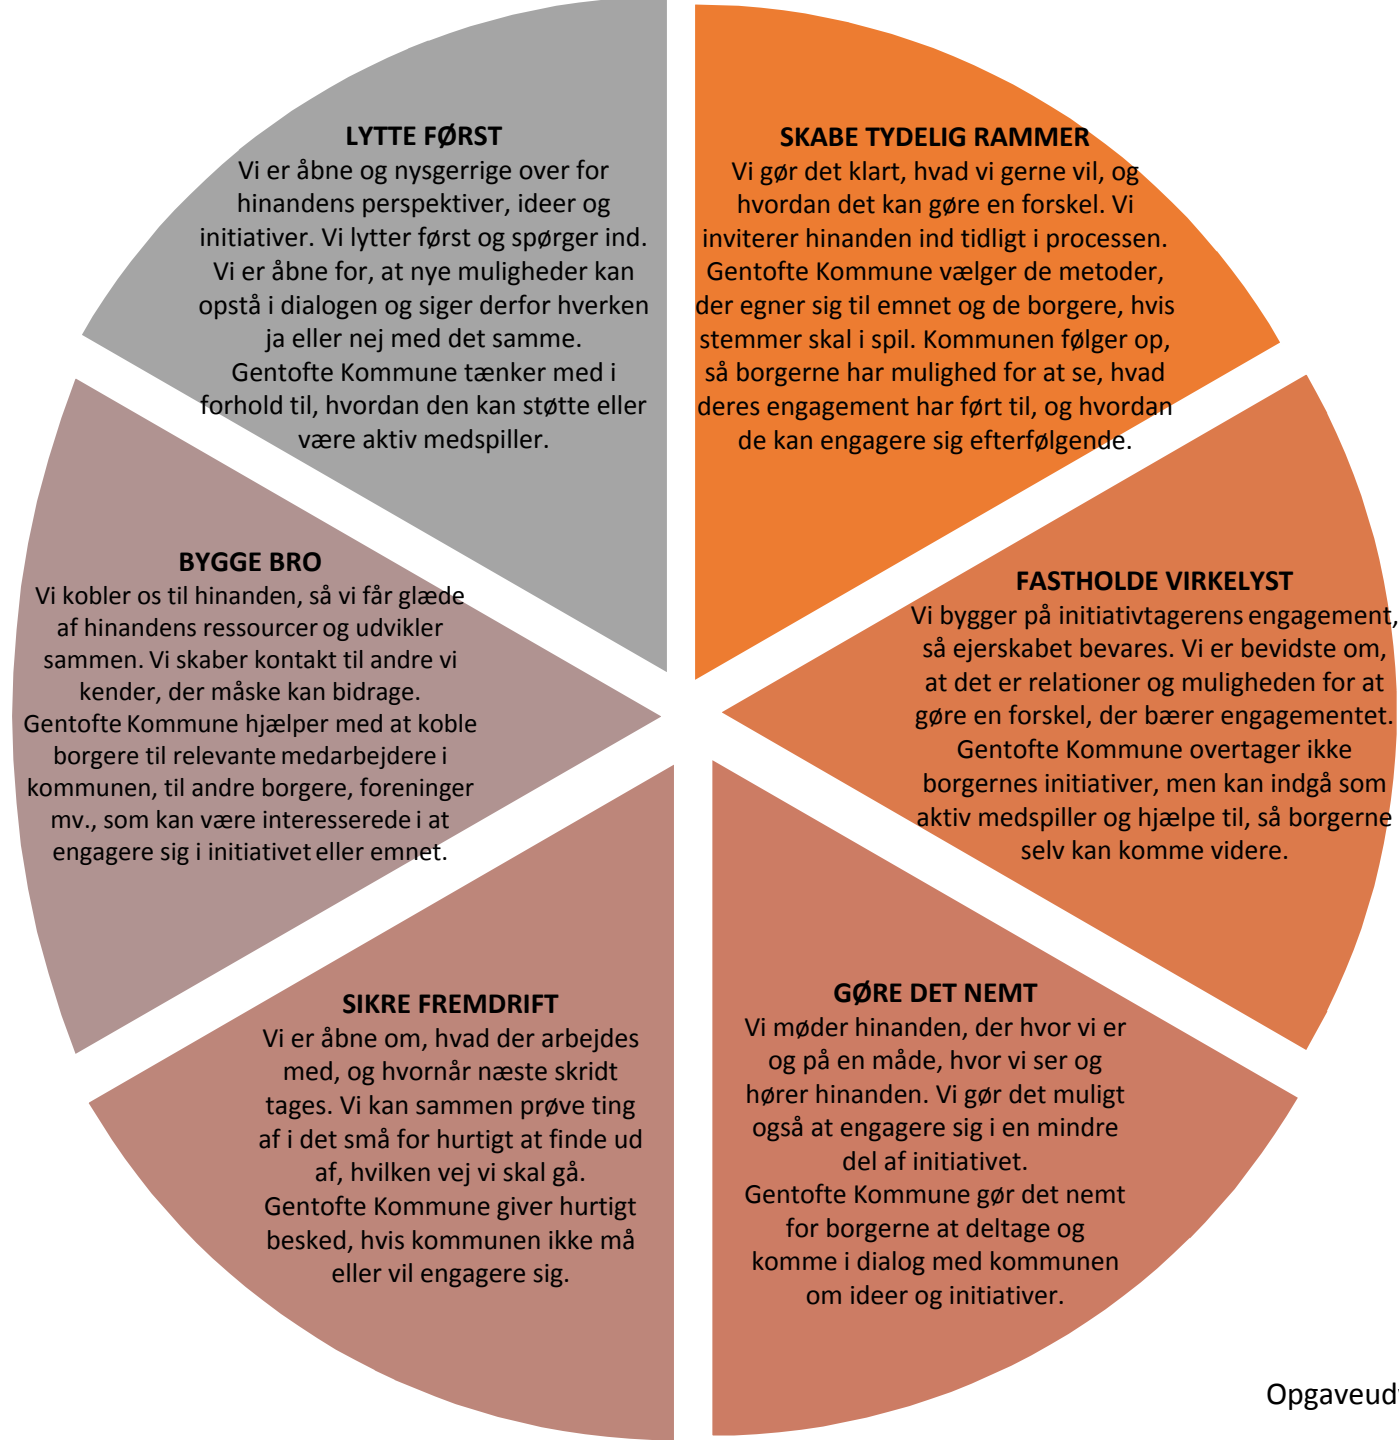 LYTTE FØRST
Vi er åbne og nysgerrige over for
hinandens perspektiver, ideer og
initiativer. Vi lytter først og spørger ind.
Vi er åbne for, at nye muligheder kan
opstå i dialogen og siger derfor hverken
ja eller nej med det samme.
Gentofte Kommune tænker med i
forhold til, hvordan den kan støtte eller
være aktiv medspiller.
SKABE TYDELIG RAMMER
Vi gør det klart, hvad vi gerne vil, og
hvordan det kan gøre en forskel. Vi
inviterer hinanden ind tidligt i processen.
Gentofte Kommune vælger de metoder,
der egner sig til emnet og de borgere, hvis
stemmer skal i spil. Kommunen følger op,
så borgerne har mulighed for at se, hvad
deres engagement har ført til, og hvordan
de kan engagere sig efterfølgende.
BYGGE BRO
Vi kobler os til hinanden, så vi får glæde
af hinandens ressourcer og udvikler
sammen. Vi skaber kontakt til andre vi
kender, der måske kan bidrage.
Gentofte Kommune hjælper med at koble
borgere til relevante medarbejdere i
kommunen, til andre borgere, foreninger
mv., som kan være interesserede i at
engagere sig i initiativet eller emnet.
FASTHOLDE VIRKELYST
Vi bygger på initiativtagerens engagement,
så ejerskabet bevares. Vi er bevidste om,
at det er relationer og muligheden for at
gøre en forskel, der bærer engagementet.
Gentofte Kommune overtager ikke
borgernes initiativer, men kan indgå som
aktiv medspiller og hjælpe til, så borgerne
selv kan komme videre.
SIKRE FREMDRIFT
Vi er åbne om, hvad der arbejdes
med, og hvornår næste skridt
tages. Vi kan sammen prøve ting
af i det små for hurtigt at finde ud
af, hvilken vej vi skal gå.
Gentofte Kommune giver hurtigt
besked, hvis kommunen ikke må
eller vil engagere sig.
GØRE DET NEMT
Vi møder hinanden, der hvor vi er
og på en måde, hvor vi ser og
hører hinanden. Vi gør det muligt
også at engagere sig i en mindre
del af initiativet.
Gentofte Kommune gør det nemt
for borgerne at deltage og
komme i dialog med kommunen
om ideer og initiativer.